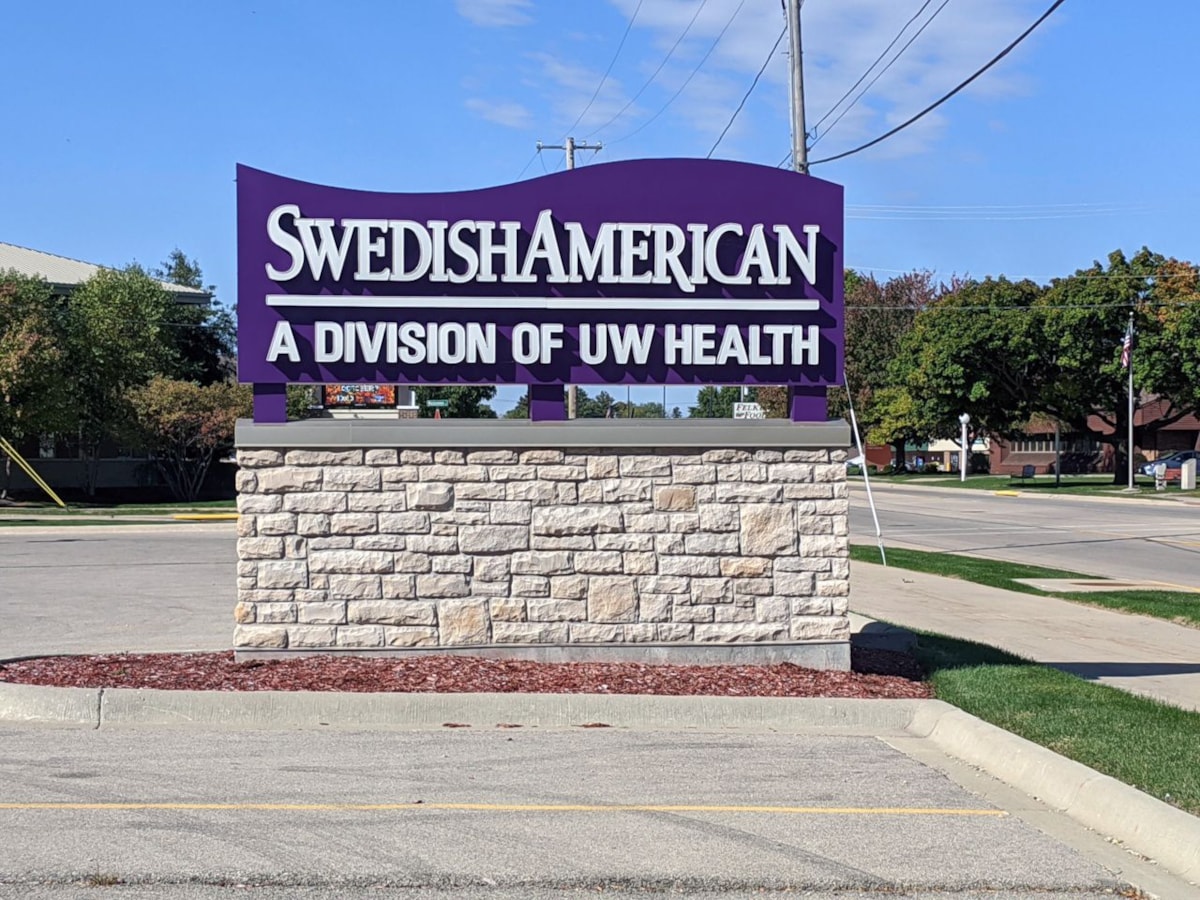 SWEDISHAMERICAN
A DIVISION OF UW HEALTH